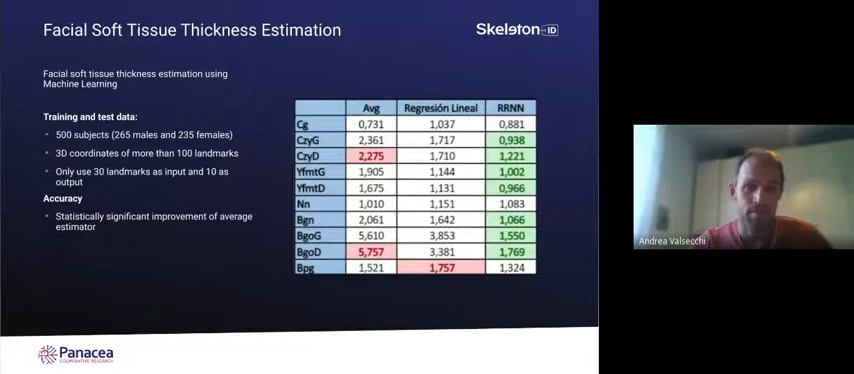 Facial Soft Tissue Thickness Estimation
Skeleton ID
Facial soft tissue thickness estimation using
Machine Learning
Training and test data:
500 subjects (265 males and 235 females)
3D coordinates of more than 100 landmarks
Only use 30 landmarks as input and 10 as
output
Accuracy
Statistically significant improvement of average
estimator
Avg Regresión Lineal RRNN
Cg 0,731 1,037 0,881
CzyG 2,361 1,717 0,938
CzyD 2,275 1,710 1,221
YfmtG 1,905 1,144 1,002
YfmtD 1,675 1,131 0,966
Nn 1,010 1,151 1,083
Bgn 2,061 1,642 1,066
BgoG 5,610 3,853 1,550
BgoD 5,757 3,381 1,769
Bpg 1,521 1,757 1,324
Andrea Valsecchi
Panacea
COOPERATIVE RESEARCH